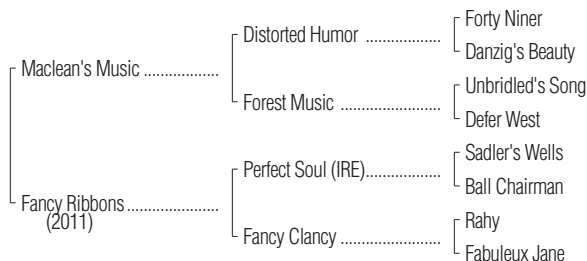 Forty Niner
Distorted Humor ..................
Danzig's Beauty
Maclean's Music ..................
Unbridled's Song
Forest Music ......................
Defer West
Sadler's Wells
Perfect Soul (IRE)..................
Ball Chairman
Fancy Ribbons ......................
(2011)
Rahy
Fancy Clancy ......................
Fabuleux Jane